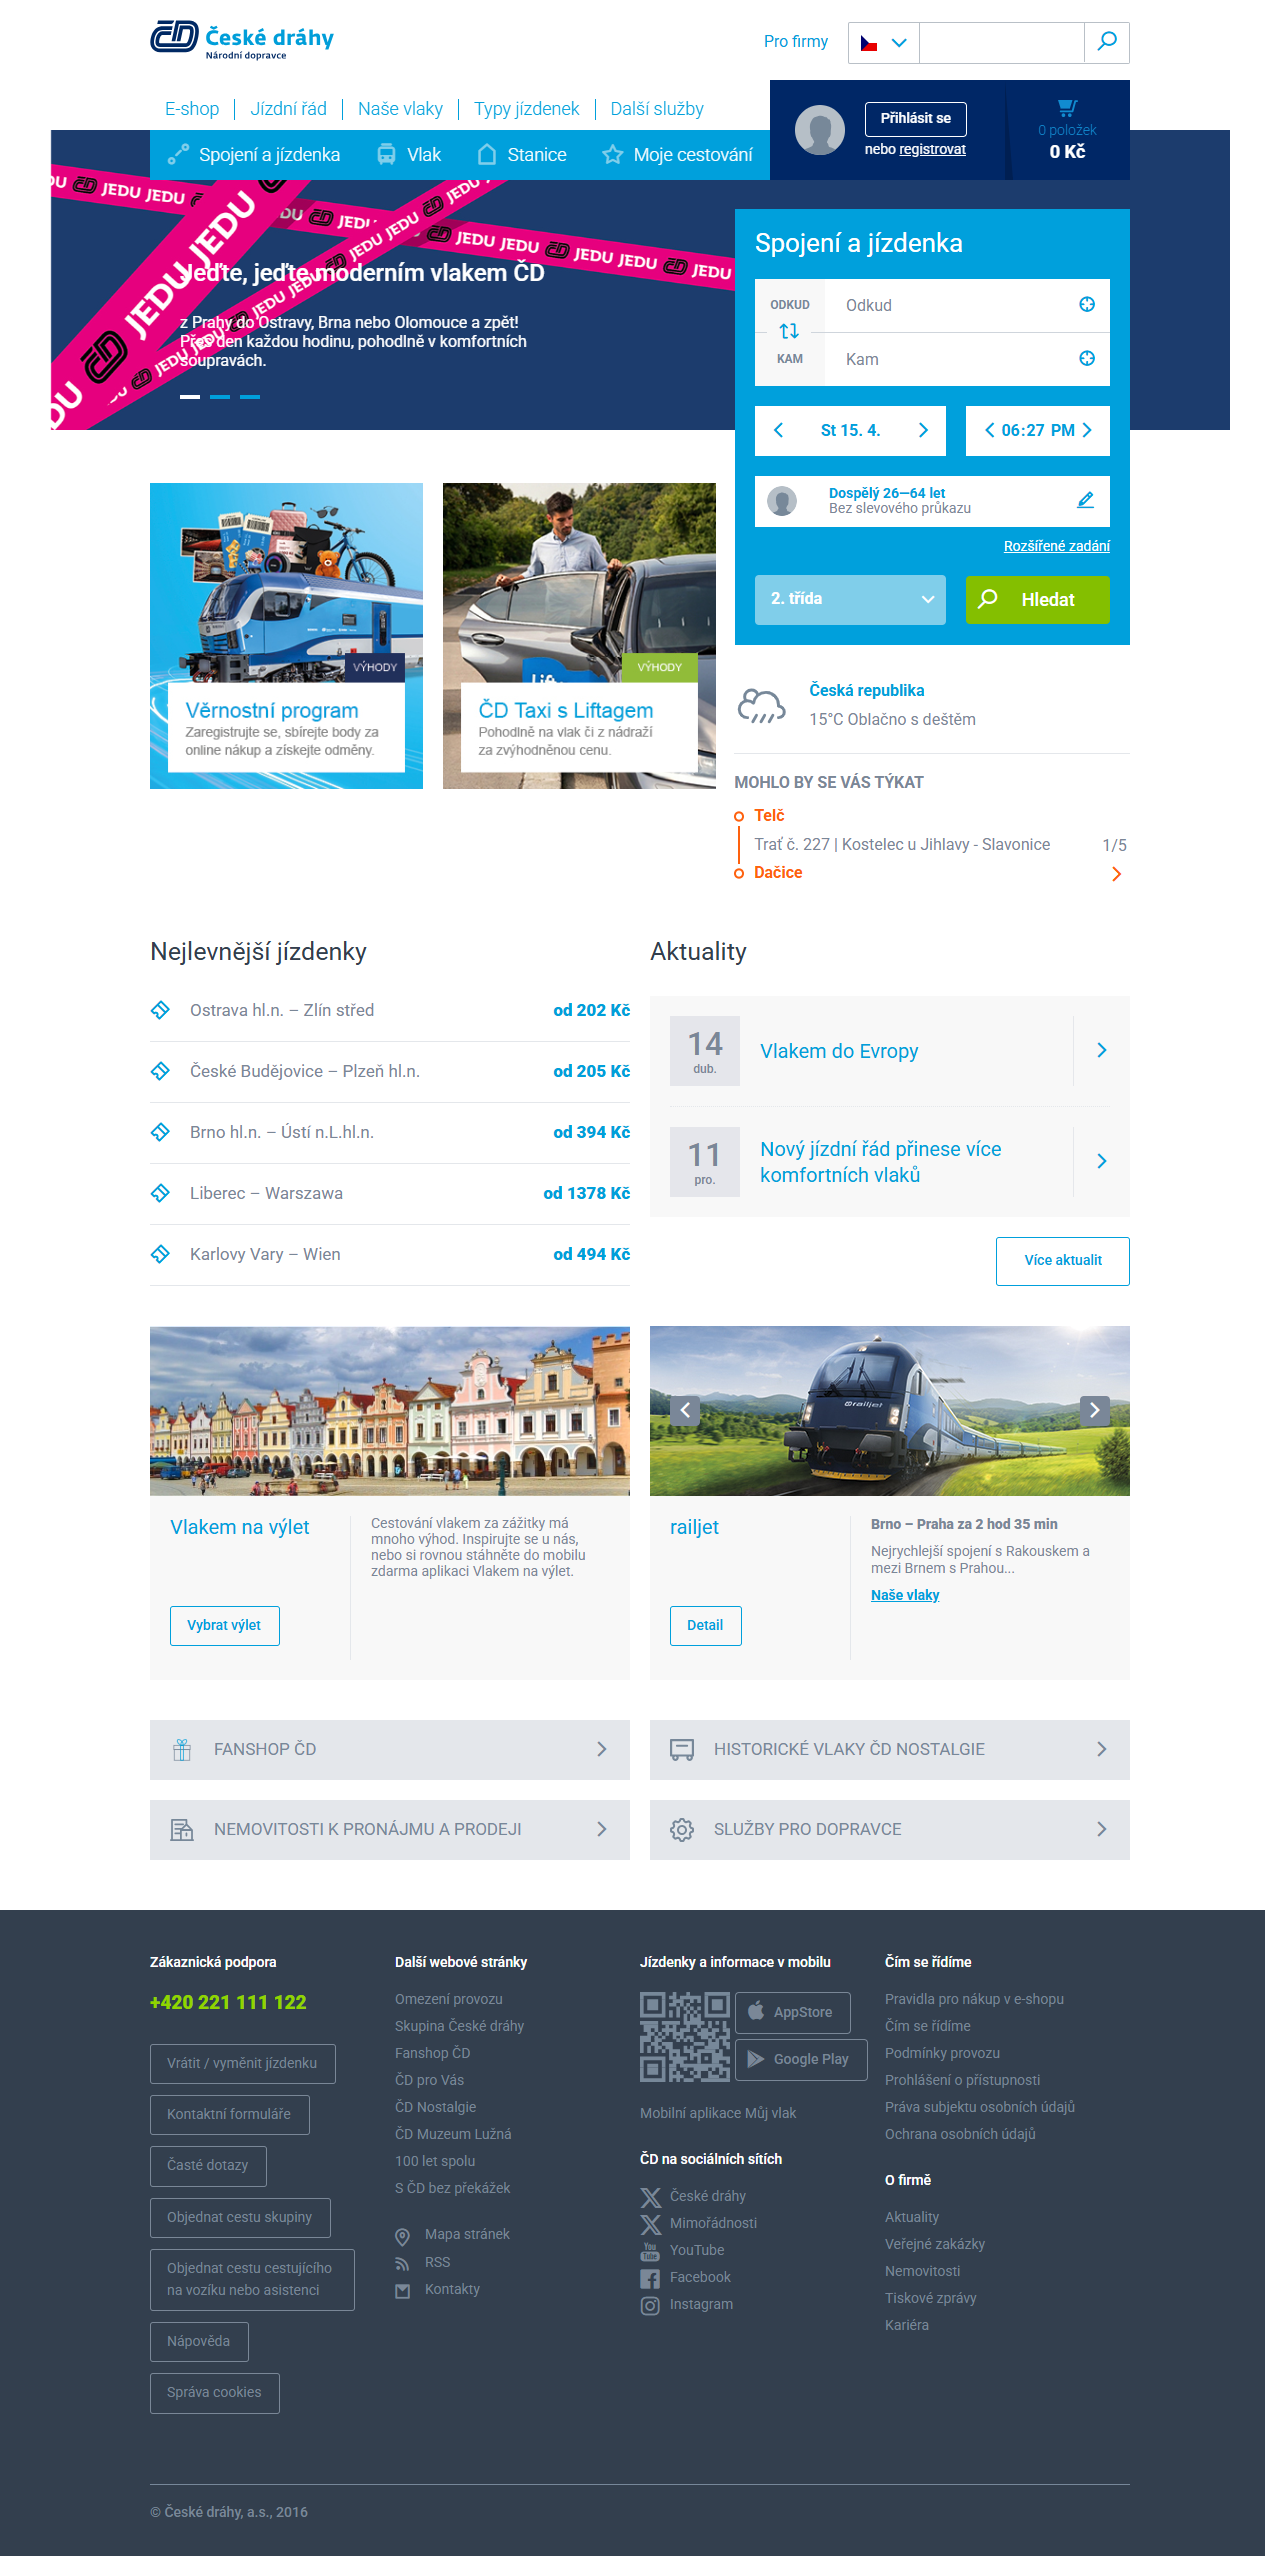 České dráhy
Národní dopravce
Pro firmy
E-shop
Jízdní řád
Naše vlaky
Typy jízdenek
Další služby
Přihlásit se
nebo registrovat
0 položek
0 Kč
Spojení a jízdenka
Vlak
Stanice
Moje cestování
JEDU JEDU JEDU
JEDU JEDU
JEDU JEDU JEDU JEDU JEDU JEDU
Jeďte, jeďte moderním vlakem ČD
z Prahy do Ostravy, Brna nebo Olomouce a zpět!
Přes den každou hodinu, pohodlně v komfortních
soupravách.
Spojení a jízdenka
ODKUD
Odkud
KAM
Kam
St 15. 4.
06:27 PM
Dospělý 26—64 let
Bez slevového průkazu
Rozšířené zadání
2. třída
Hledat
VÝHODY
Věrnostní program
Zaregistrujte se, sbírejte body za
online nákup a získejte odměny.
Lift
VÝHODY
ČD Taxi s Liftagem
Pohodlně na vlak či z nádraží
za zvýhodněnou cenu.
Česká republika
15°C Oblačno s deštěm
MOHLO BY SE VÁS TÝKAT
Telč
Trať č. 227 | Kostelec u Jihlavy - Slavonice
1/5
Dačice
Nejlevnější jízdenky
Ostrava hl.n. – Zlín střed
od 202 Kč
České Budějovice – Plzeň hl.n.
od 205 Kč
Brno hl.n. – Ústí n.L.hl.n.
od 394 Kč
Liberec – Warszawa
od 1378 Kč
Karlovy Vary – Wien
od 494 Kč
Aktuality
14
dub.
Vlakem do Evropy
11
pro.
Nový jízdní řád přinese více
komfortních vlaků
Více aktualit
Vlakem na výlet
Cestování vlakem za zážitky má
mnoho výhod. Inspirujte se u nás,
nebo si rovnou stáhněte do mobilu
zdarma aplikaci Vlakem na výlet.
Vybrat výlet
railjet
railjet
Brno – Praha za 2 hod 35 min
Nejrychlejší spojení s Rakouskem a
mezi Brnem s Prahou...
Naše vlaky
Detail
FANSHOP ČD
HISTORICKÉ VLAKY ČD NOSTALGIE
NEMOVITOSTI K PRONÁJMU A PRODEJI
SLUŽBY PRO DOPRAVCE
Zákaznická podpora
+420 221 111 122
Vrátit / vyměnit jízdenku
Kontaktní formuláře
Časté dotazy
Objednat cestu skupiny
Objednat cestu cestujícího
na vozíku nebo asistenci
Nápověda
Správa cookies
Další webové stránky
Omezení provozu
Skupina České dráhy
Fanshop ČD
ČD pro Vás
ČD Nostalgie
ČD Muzeum Lužná
100 let spolu
S ČD bez překážek
Mapa stránek
RSS
Kontakty
Jízdenky a informace v mobilu
AppStore
Google Play
Mobilní aplikace Můj vlak
ČD na sociálních sítích
České dráhy
Mimořádnosti
You
Tube
YouTube
Facebook
Instagram
Čím se řídíme
Pravidla pro nákup v e-shopu
Čím se řídíme
Podmínky provozu
Prohlášení o přístupnosti
Práva subjektu osobních údajů
Ochrana osobních údajů
O firmě
Aktuality
Veřejné zakázky
Nemovitosti
Tiskové zprávy
Kariéra
© České dráhy, a.s., 2016